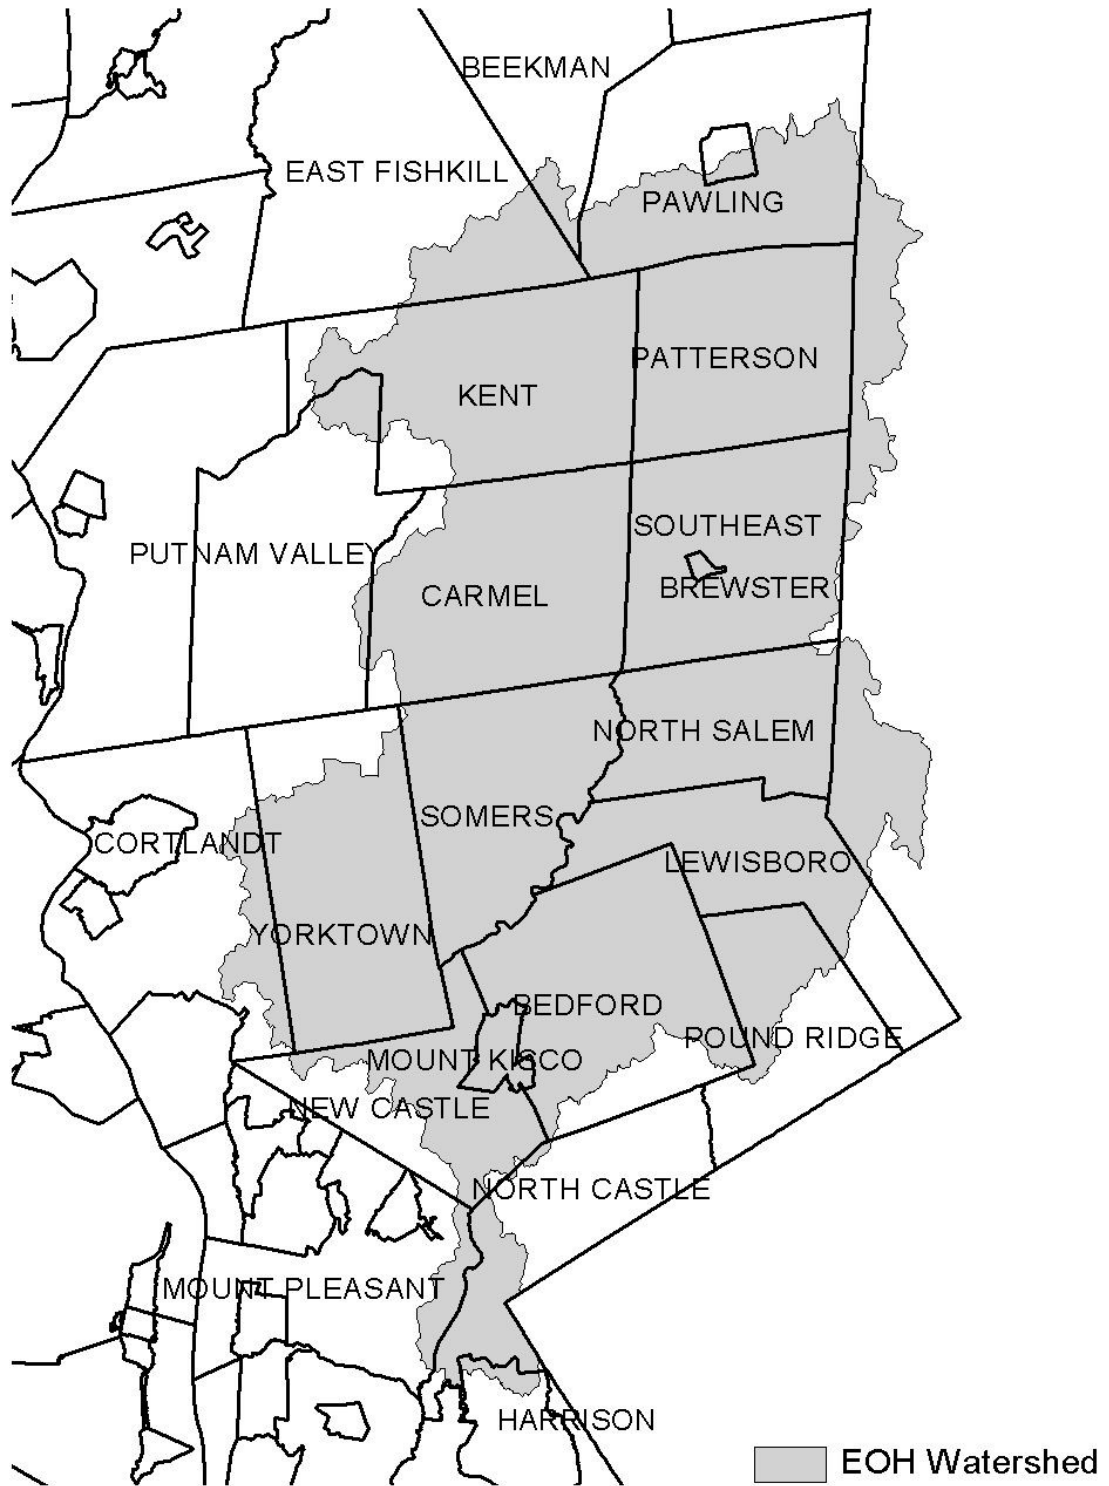 BEEKMAN
EAST FISHKILL
PAWLING
PATTERSON
KENT
SOUTHEAST
PUTNAM VALLEY
BREWSTER
CARMEL
NORTH SALEM
SOMERS
CORTLANDT
LEWISBORO
YORKTOWN
BEDFORD
POUND RIDGE
MOUNT KISCO
NEW CASTLE
NORTH CASTLE
MOUNT PLEASANT
HARRISON
EOH Watershed